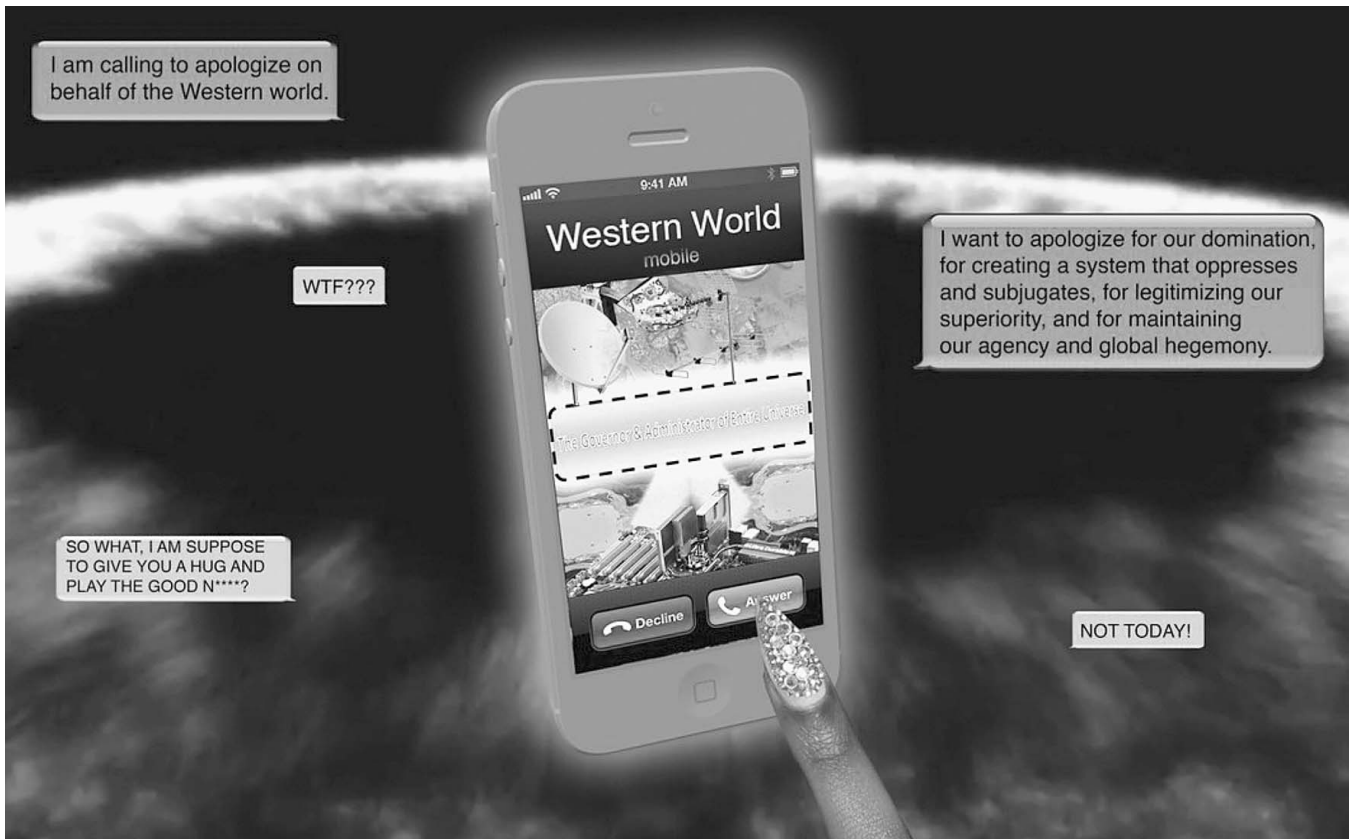 I am calling to apologize on
behalf of the Western world.
9:41 AM
Western World
mobile
WTF???
I want to apologize for our domination,
for creating a system that oppresses
and subjugates, for legitimizing our
superiority, and for maintaining
our agency and global hegemony.
The Governor & Administrator of Entire Universe
SO WHAT, I AM SUPPOSE
TO GIVE YOU A HUG AND
PLAY THE GOOD N****?
Decline
Answer
NOT TODAY!